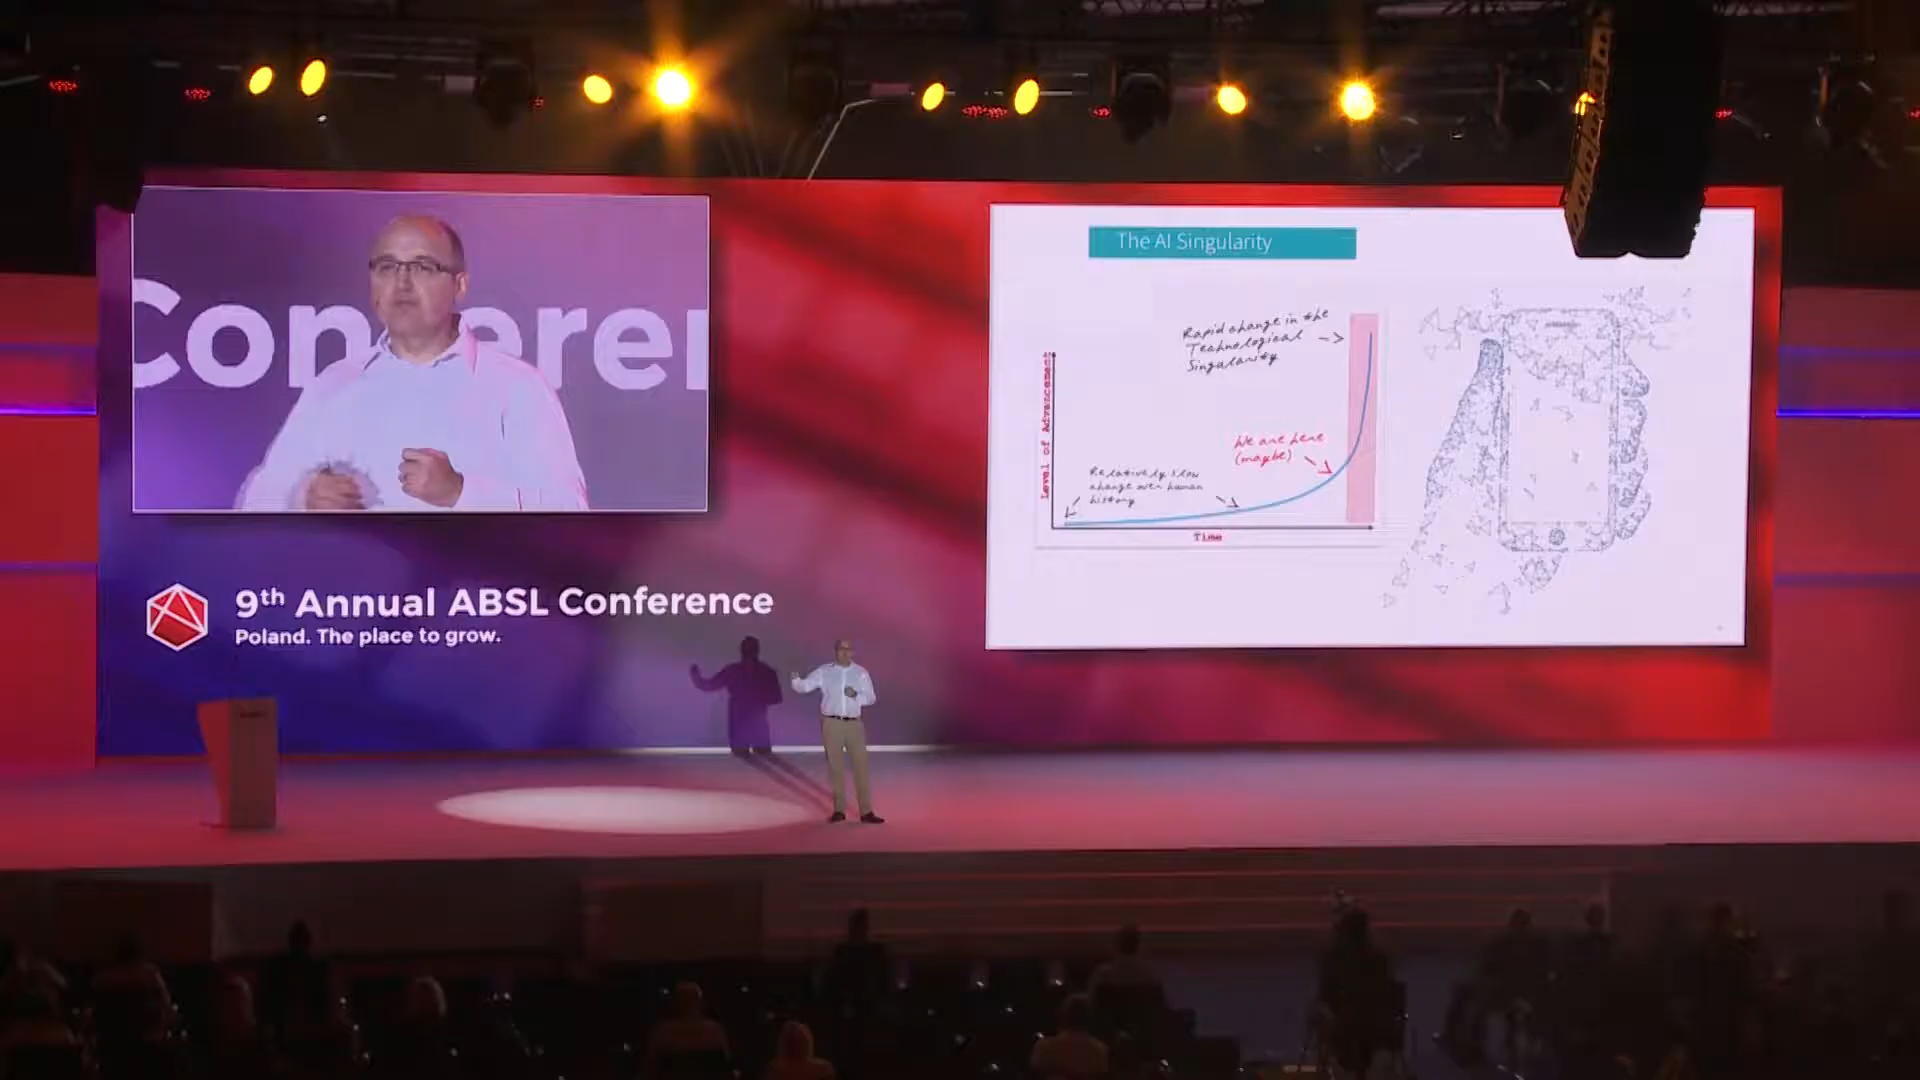 Conferen
9th Annual ABSL Conference
Poland. The place to grow.
The AI Singularity
Rapid change in the
Technological
Singularity
We are here
(maybe)
Relatively slow
change over human
history
Level of Advancement
Time